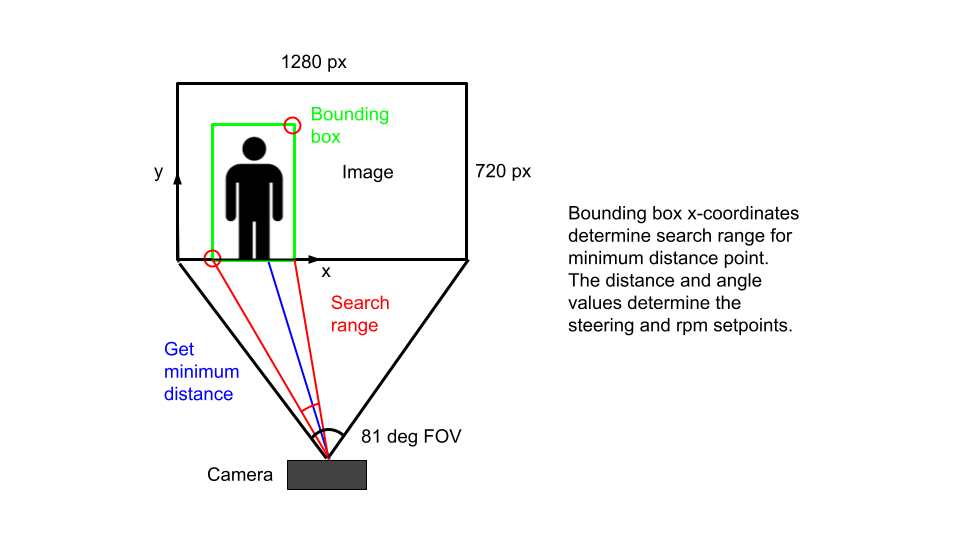 1280 px
Bounding
box
y
Image
720 px
x
Bounding box x-coordinates
determine search range for
minimum distance point.
The distance and angle
values determine the
steering and rpm setpoints.
Search
range
Get
minimum
distance
81 deg FOV
Camera